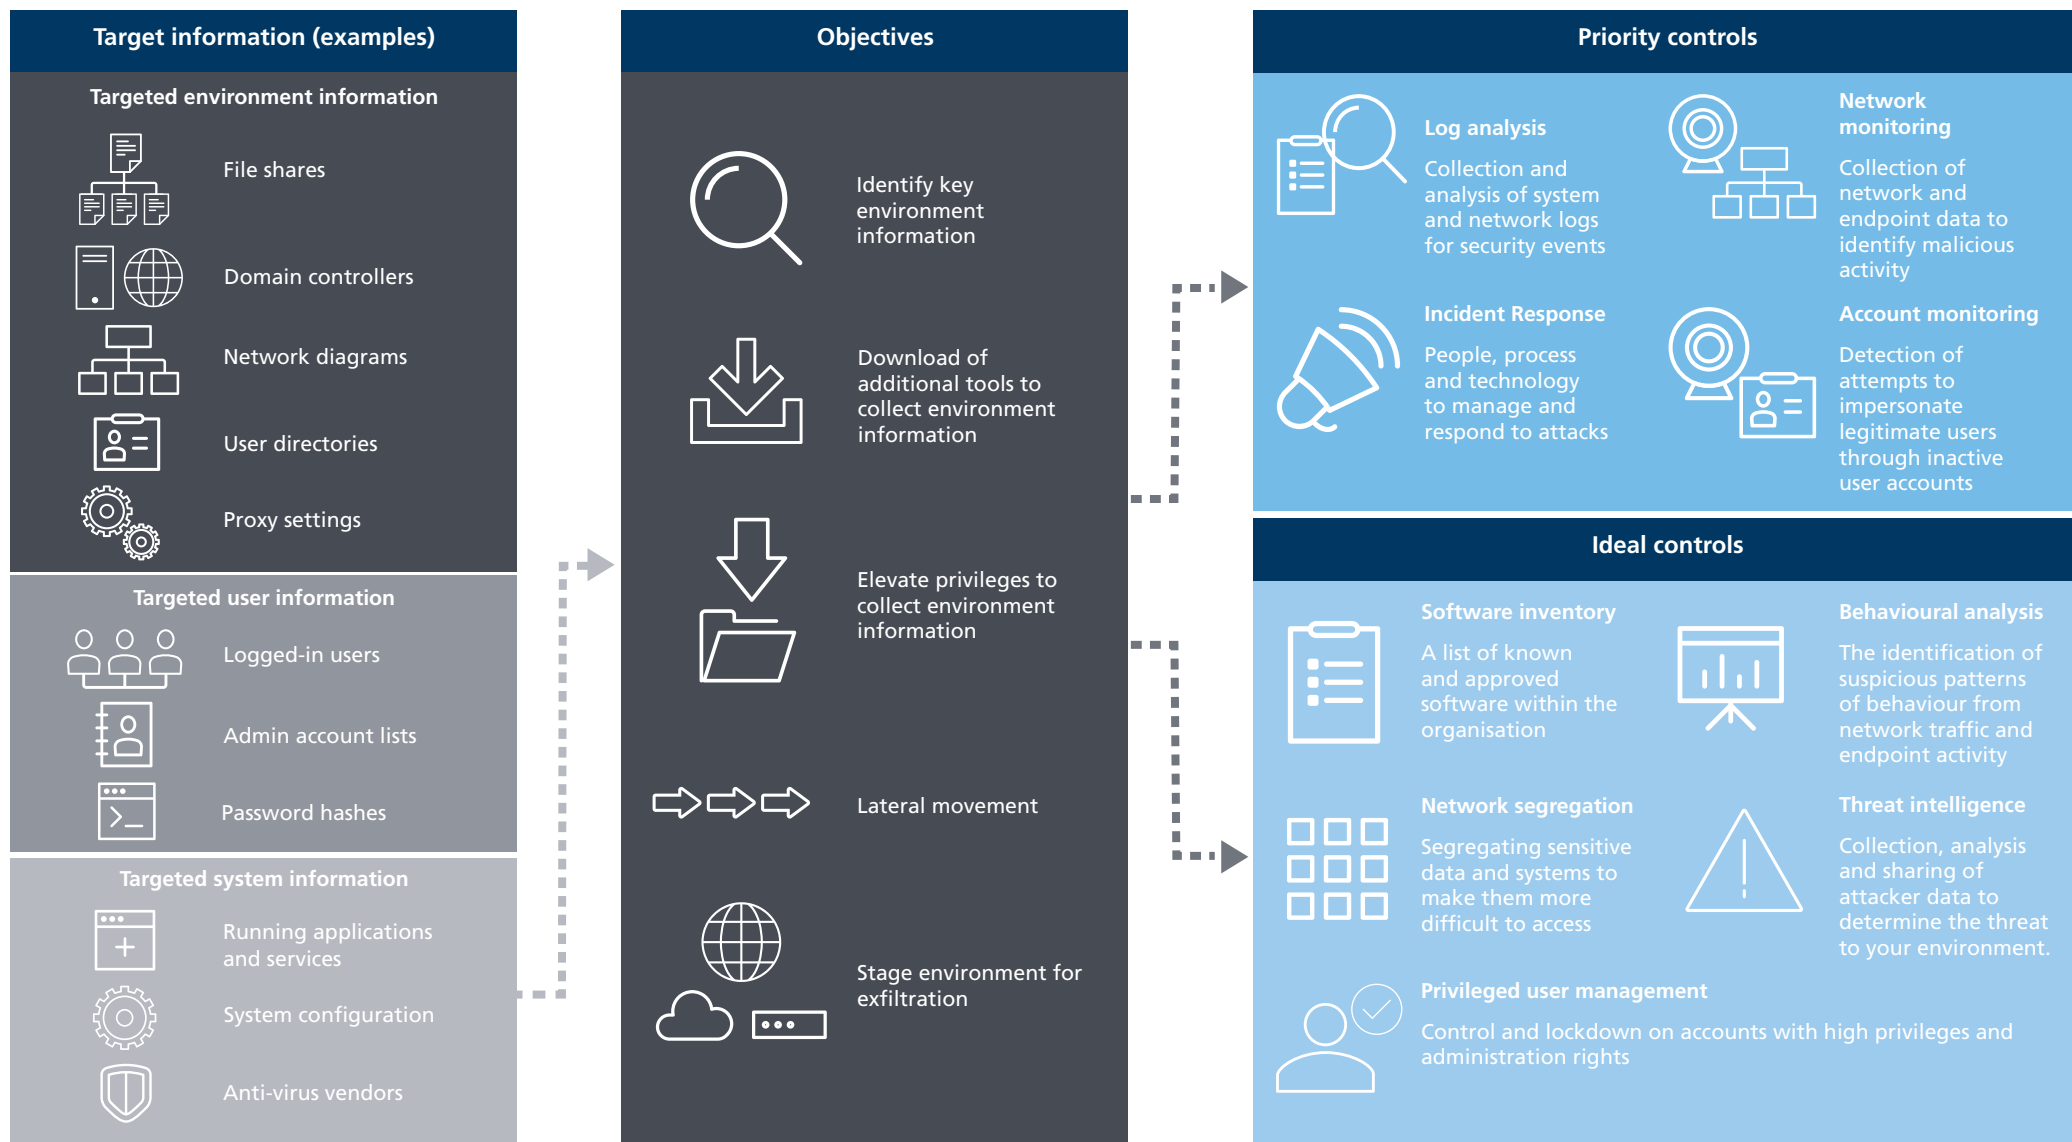 Target information (examples)
Targeted environment information
File shares
Domain controllers
Network diagrams
User directories
Proxy settings
Targeted user information
Logged-in users
Admin account lists
Password hashes
Targeted system information
Running applications
and services
System configuration
Anti-virus vendors
Objectives
Identify key
environment
information
Download of
additional tools to
collect environment
information
Elevate privileges to
collect environment
information
Lateral movement
Stage environment for
exfiltration
Priority controls
Log analysis
Collection and
analysis of system
and network logs
for security events
Network
monitoring
Collection of
network and
endpoint data to
identify malicious
activity
Incident Response
People, process
and technology
to manage and
respond to attacks
Account monitoring
Detection of
attempts to
impersonate
legitimate users
through inactive
user accounts
Ideal controls
Software inventory
A list of known
and approved
software within the
organisation
Behavioural analysis
The identification of
suspicious patterns
of behaviour from
network traffic and
endpoint activity
Network segregation
Segregating sensitive
data and systems to
make them more
difficult to access
Threat intelligence
Collection, analysis
and sharing of
attacker data to
determine the threat
to your environment.
Privileged user management
Control and lockdown on accounts with high privileges and
administration rights